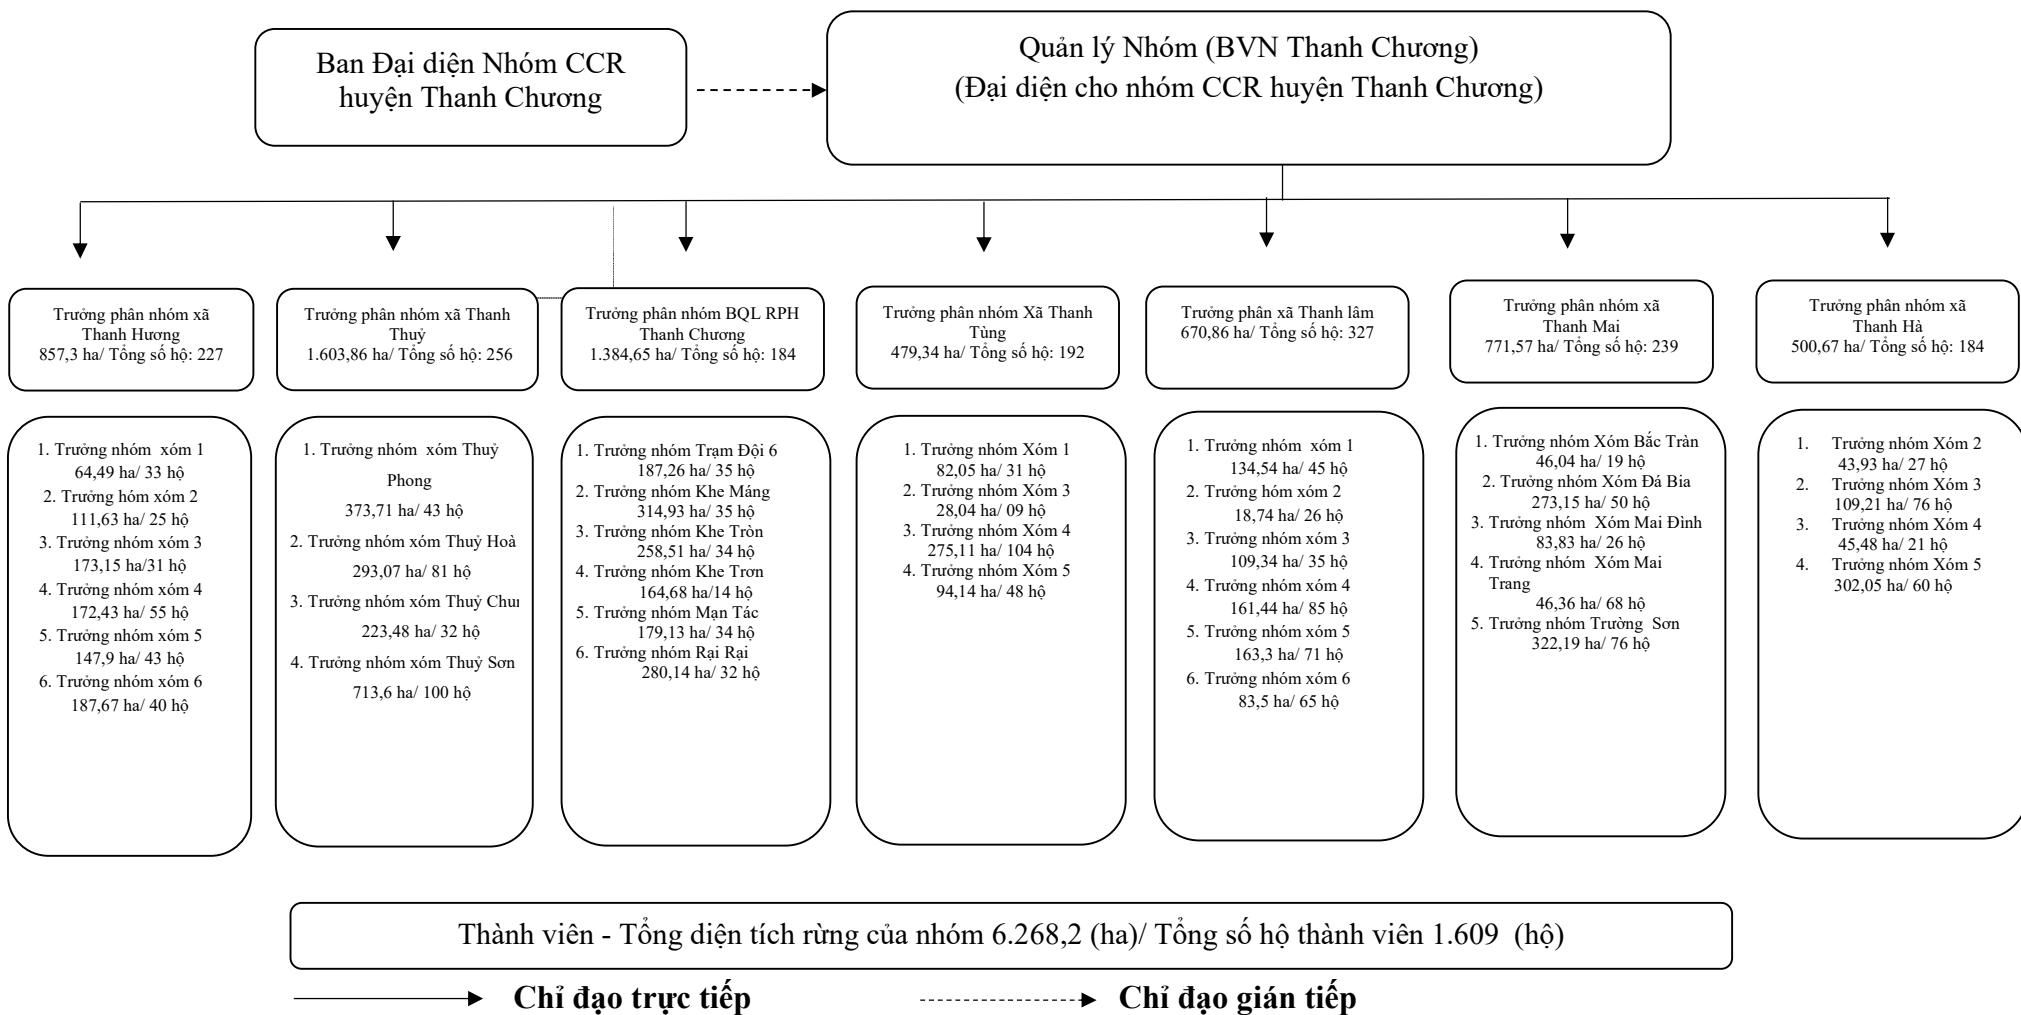 Ban Đại diện Nhóm CCR
huyện Thanh Chương
Quản lý Nhóm (BVN Thanh Chương)
(Đại diện cho nhóm CCR huyện Thanh Chương)
Trưởng phân nhóm xã
Thanh Hương
857,3 ha/ Tổng số hộ: 227
Trưởng phân nhóm xã Thanh
Thuỷ
1.603,86 ha/ Tổng số hộ: 256
Trưởng phân nhóm BQL RPH
Thanh Chương
1.384,65 ha/ Tổng số hộ: 184
Trưởng phân nhóm Xã Thanh
Tùng
479,34 ha/ Tổng số hộ: 192
Trưởng phân xã Thanh lâm
670,86 ha/ Tổng số hộ: 327
Trưởng phân nhóm xã
Thanh Mai
771,57 ha/ Tổng số hộ: 239
Trưởng phân nhóm xã
Thanh Hà
500,67 ha/ Tổng số hộ: 184
1. Trưởng nhóm xóm 1
64,49 ha/ 33 hộ
2. Trưởng hóm xóm 2
111,63 ha/ 25 hộ
3. Trưởng nhóm xóm 3
173,15 ha/31 hộ
4. Trưởng nhóm xóm 4
172,43 ha/ 55 hộ
5. Trưởng nhóm xóm 5
147,9 ha/ 43 hộ
6. Trưởng nhóm xóm 6
187,67 ha/ 40 hộ
1. Trưởng nhóm xóm Thuỷ
Phong
373,71 ha/ 43 hộ
2. Trưởng nhóm xóm Thuỷ Hoà
293,07 ha/ 81 hộ
3. Trưởng nhóm xóm Thuỷ Chun
223,48 ha/ 32 hộ
4. Trưởng nhóm xóm Thuỷ Sơn
713,6 ha/ 100 hộ
1. Trưởng nhóm Trạm Đội 6
187,26 ha/ 35 hộ
2. Trưởng nhóm Khe Máng
314,93 ha/ 35 hộ
3. Trưởng nhóm Khe Tròn
258,51 ha/ 34 hộ
4. Trưởng nhóm Khe Trơn
164,68 ha/14 hộ
5. Trưởng nhóm Mạn Tác
179,13 ha/ 34 hộ
6. Trưởng nhóm Rại Rại
280,14 ha/ 32 hộ
1. Trưởng nhóm Xóm 1
82,05 ha/ 31 hộ
2. Trưởng nhóm Xóm 3
28,04 ha/ 09 hộ
3. Trưởng nhóm Xóm 4
275,11 ha/ 104 hộ
4. Trưởng nhóm Xóm 5
94,14 ha/ 48 hộ
1. Trưởng nhóm xóm 1
134,54 ha/ 45 hộ
2. Trưởng hóm xóm 2
18,74 ha/ 26 hộ
3. Trưởng nhóm xóm 3
109,34 ha/ 35 hộ
4. Trưởng nhóm xóm 4
161,44 ha/ 85 hộ
5. Trưởng nhóm xóm 5
163,3 ha/ 71 hộ
6. Trưởng nhóm xóm 6
83,5 ha/ 65 hộ
1. Trưởng nhóm Xóm Bắc Tràn
46,04 ha/ 19 hộ
2. Trưởng nhóm Xóm Đá Bia
273,15 ha/ 50 hộ
3. Trưởng nhóm Xóm Mai Đình
83,83 ha/ 26 hộ
4. Trưởng nhóm Xóm Mai
Trang
46,36 ha/ 68 hộ
5. Trưởng nhóm Trường Sơn
322,19 ha/ 76 hộ
1. Trưởng nhóm Xóm 2
43,93 ha/ 27 hộ
2. Trưởng nhóm Xóm 3
109,21 ha/ 76 hộ
3. Trưởng nhóm Xóm 4
45,48 ha/ 21 hộ
4. Trưởng nhóm Xóm 5
302,05 ha/ 60 hộ
Thành viên - Tổng diện tích rừng của nhóm 6.268,2 (ha)/ Tổng số hộ thành viên 1.609 (hộ)
Chỉ đạo trực tiếp
Chỉ đạo gián tiếp